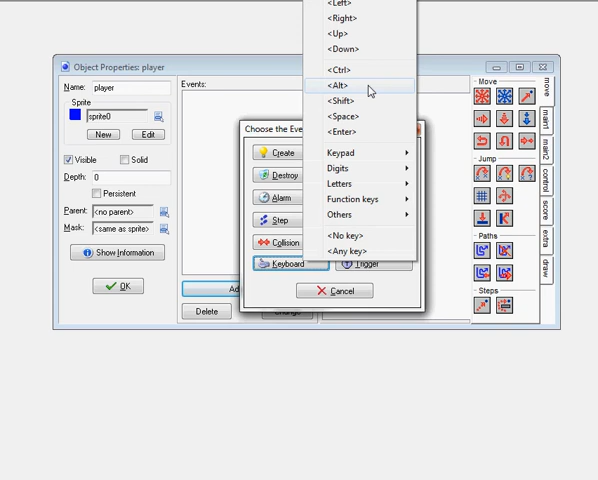 <Left>
<Right>
<Up>
<Down>
<Ctrl>
<Alt>
<Shift>
<Space>
<Enter>
Keypad
Digits
Letters
Function keys
Others
<No key>
<Any key>
Object Properties: player
Name: player
Sprite
sprite0
New Edit
Visible Solid
Depth: 0
Persistent
Parent: <no parent>
Mask: <same as sprite>
Show Information
OK
Events:
Delete Change
Choose the Eve
Create
Destroy
Alarm
Step
Collision
Keyboard Trigger
Cancel
Ad
Move
Jump
Paths
Steps
move
main1
main2
control
score
extra
draw